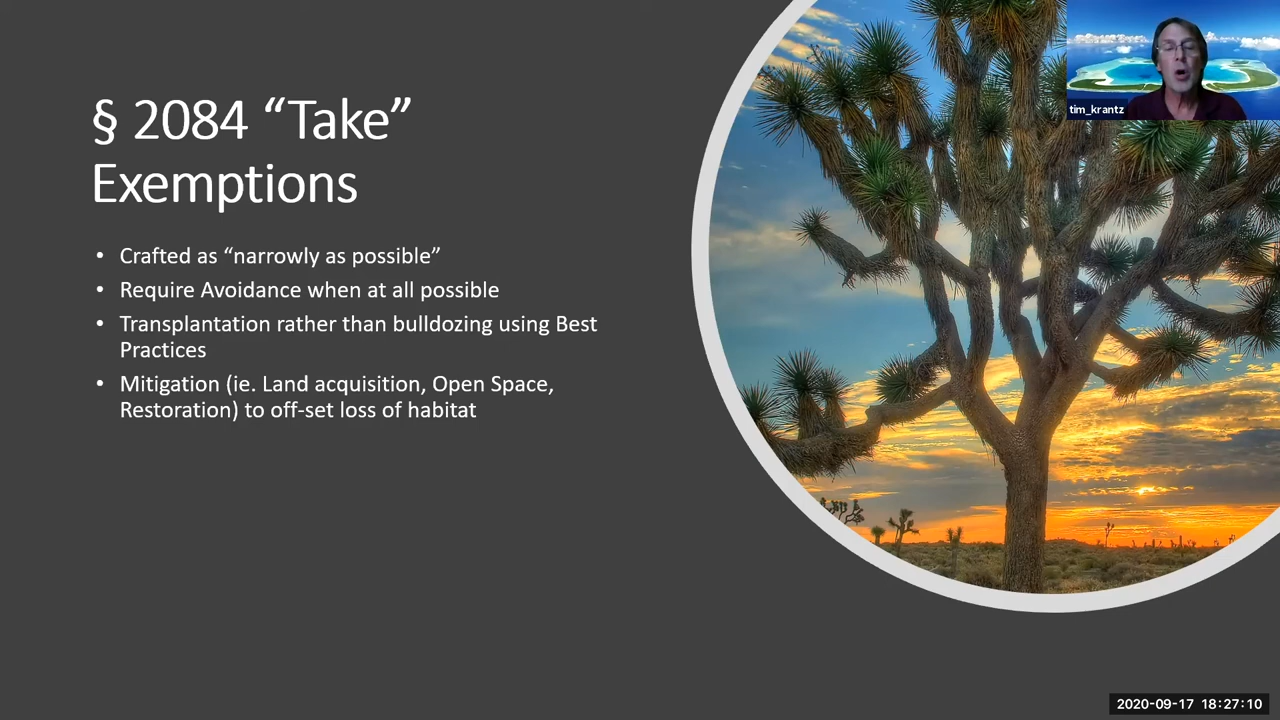 § 2084 “Take”
Exemptions
• Crafted as “narrowly as possible”
• Require Avoidance when at all possible
• Transplantation rather than bulldozing using Best
Practices
• Mitigation (ie. Land acquisition, Open Space,
Restoration) to off-set loss of habitat
tim_krantz
2020-09-17 18:27:10